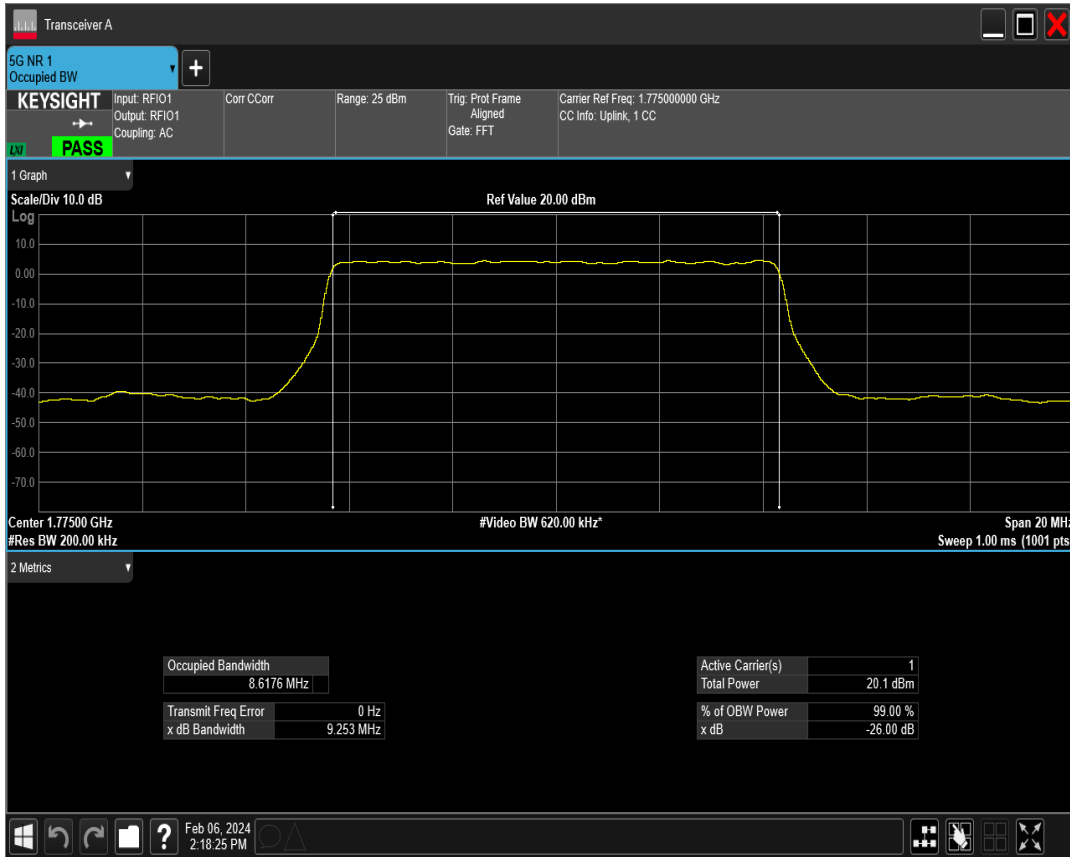 Transceiver A
5G NR 1
Occupied BW
KEYSIGHT
LXI
PASS
Input: RFIO1
Output: RFIO1
Coupling: AC
Corr CCorr
Range: 25 dBm
Trig: Prot Frame
Aligned
Gate: FFT
Carrier Ref Freq: 1.775000000 GHz
CC Info: Uplink, 1 CC
1 Graph
Scale/Div 10.0 dB
Ref Value 20.00 dBm
Log
10.0
0.00
-10.0
-20.0
-30.0
-40.0
-50.0
-60.0
-70.0
Center 1.77500 GHz
#Video BW 620.00 kHz*
Span 20 MHz
#Res BW 200.00 kHz
Sweep 1.00 ms (1001 pts
2 Metrics
Occupied Bandwidth
8.6176 MHz
Transmit Freq Error 0 Hz
x dB Bandwidth 9.253 MHz
Active Carrier(s) 1
Total Power 20.1 dBm
% of OBW Power 99.00 %
x dB -26.00 dB
?
Feb 06, 2024
2:18:25 PM